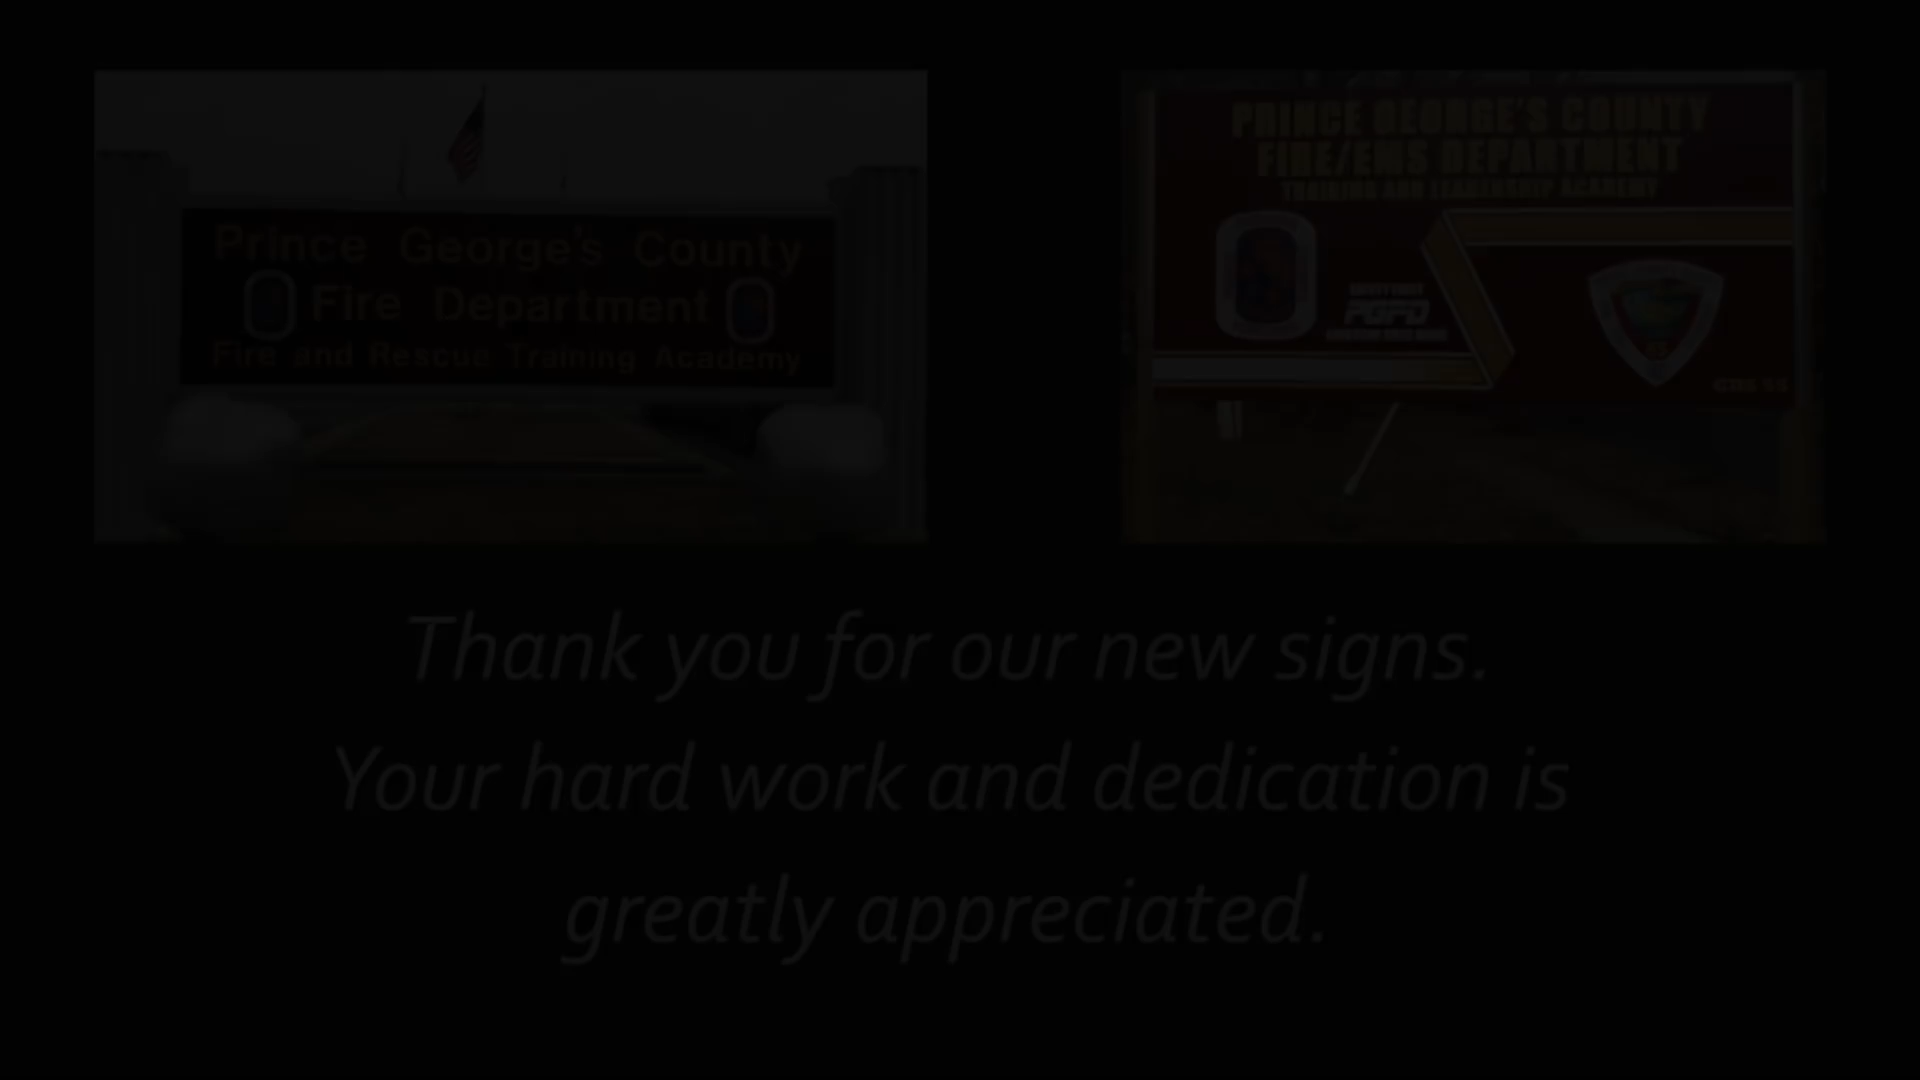 Prince George's County
Fire Department
Fire and Rescue Training Academy
PRINCE GEORGE'S COUNTY
FIRE/EMS DEPARTMENT
TRAINING AND LEADERSHIP ACADEMY
PGFD
Thank you for our new signs.
Your hard work and dedication is
greatly appreciated.